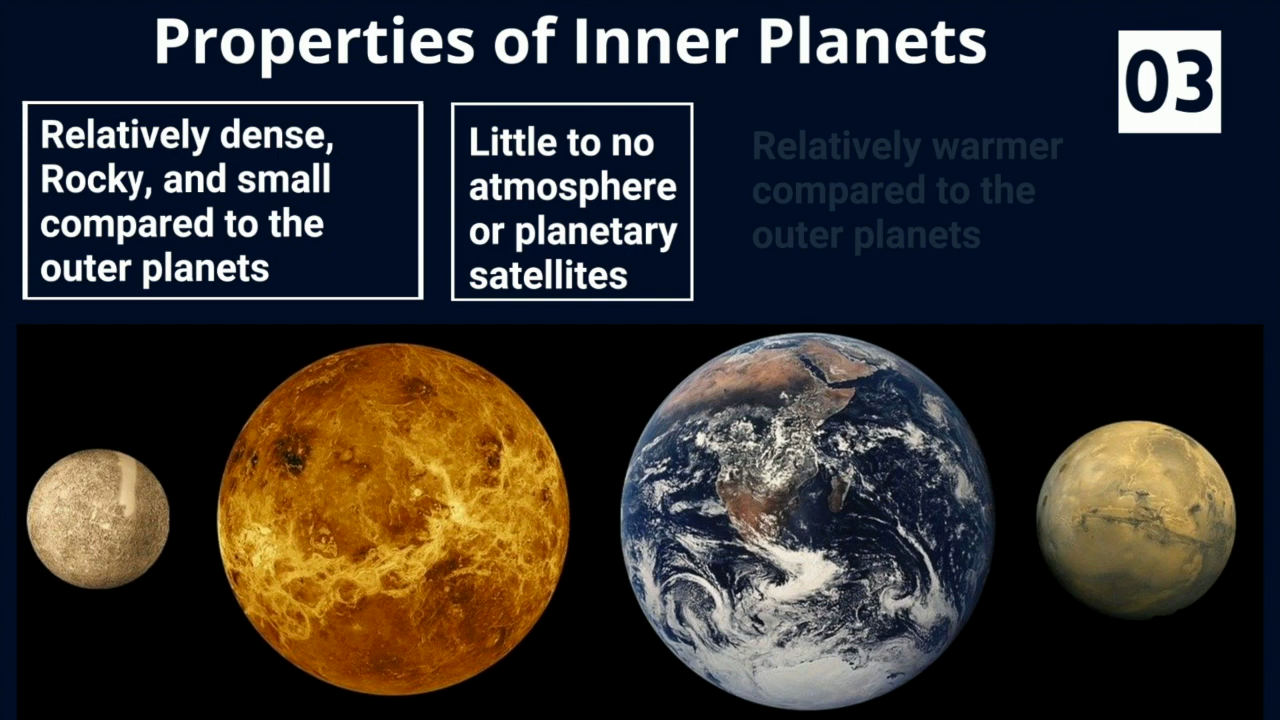 Properties of Inner Planets
03
Relatively dense,
Rocky, and small
compared to the
outer planets
Little to no
atmosphere
or planetary
satellites
Relatively warmer
compared to the
outer planets